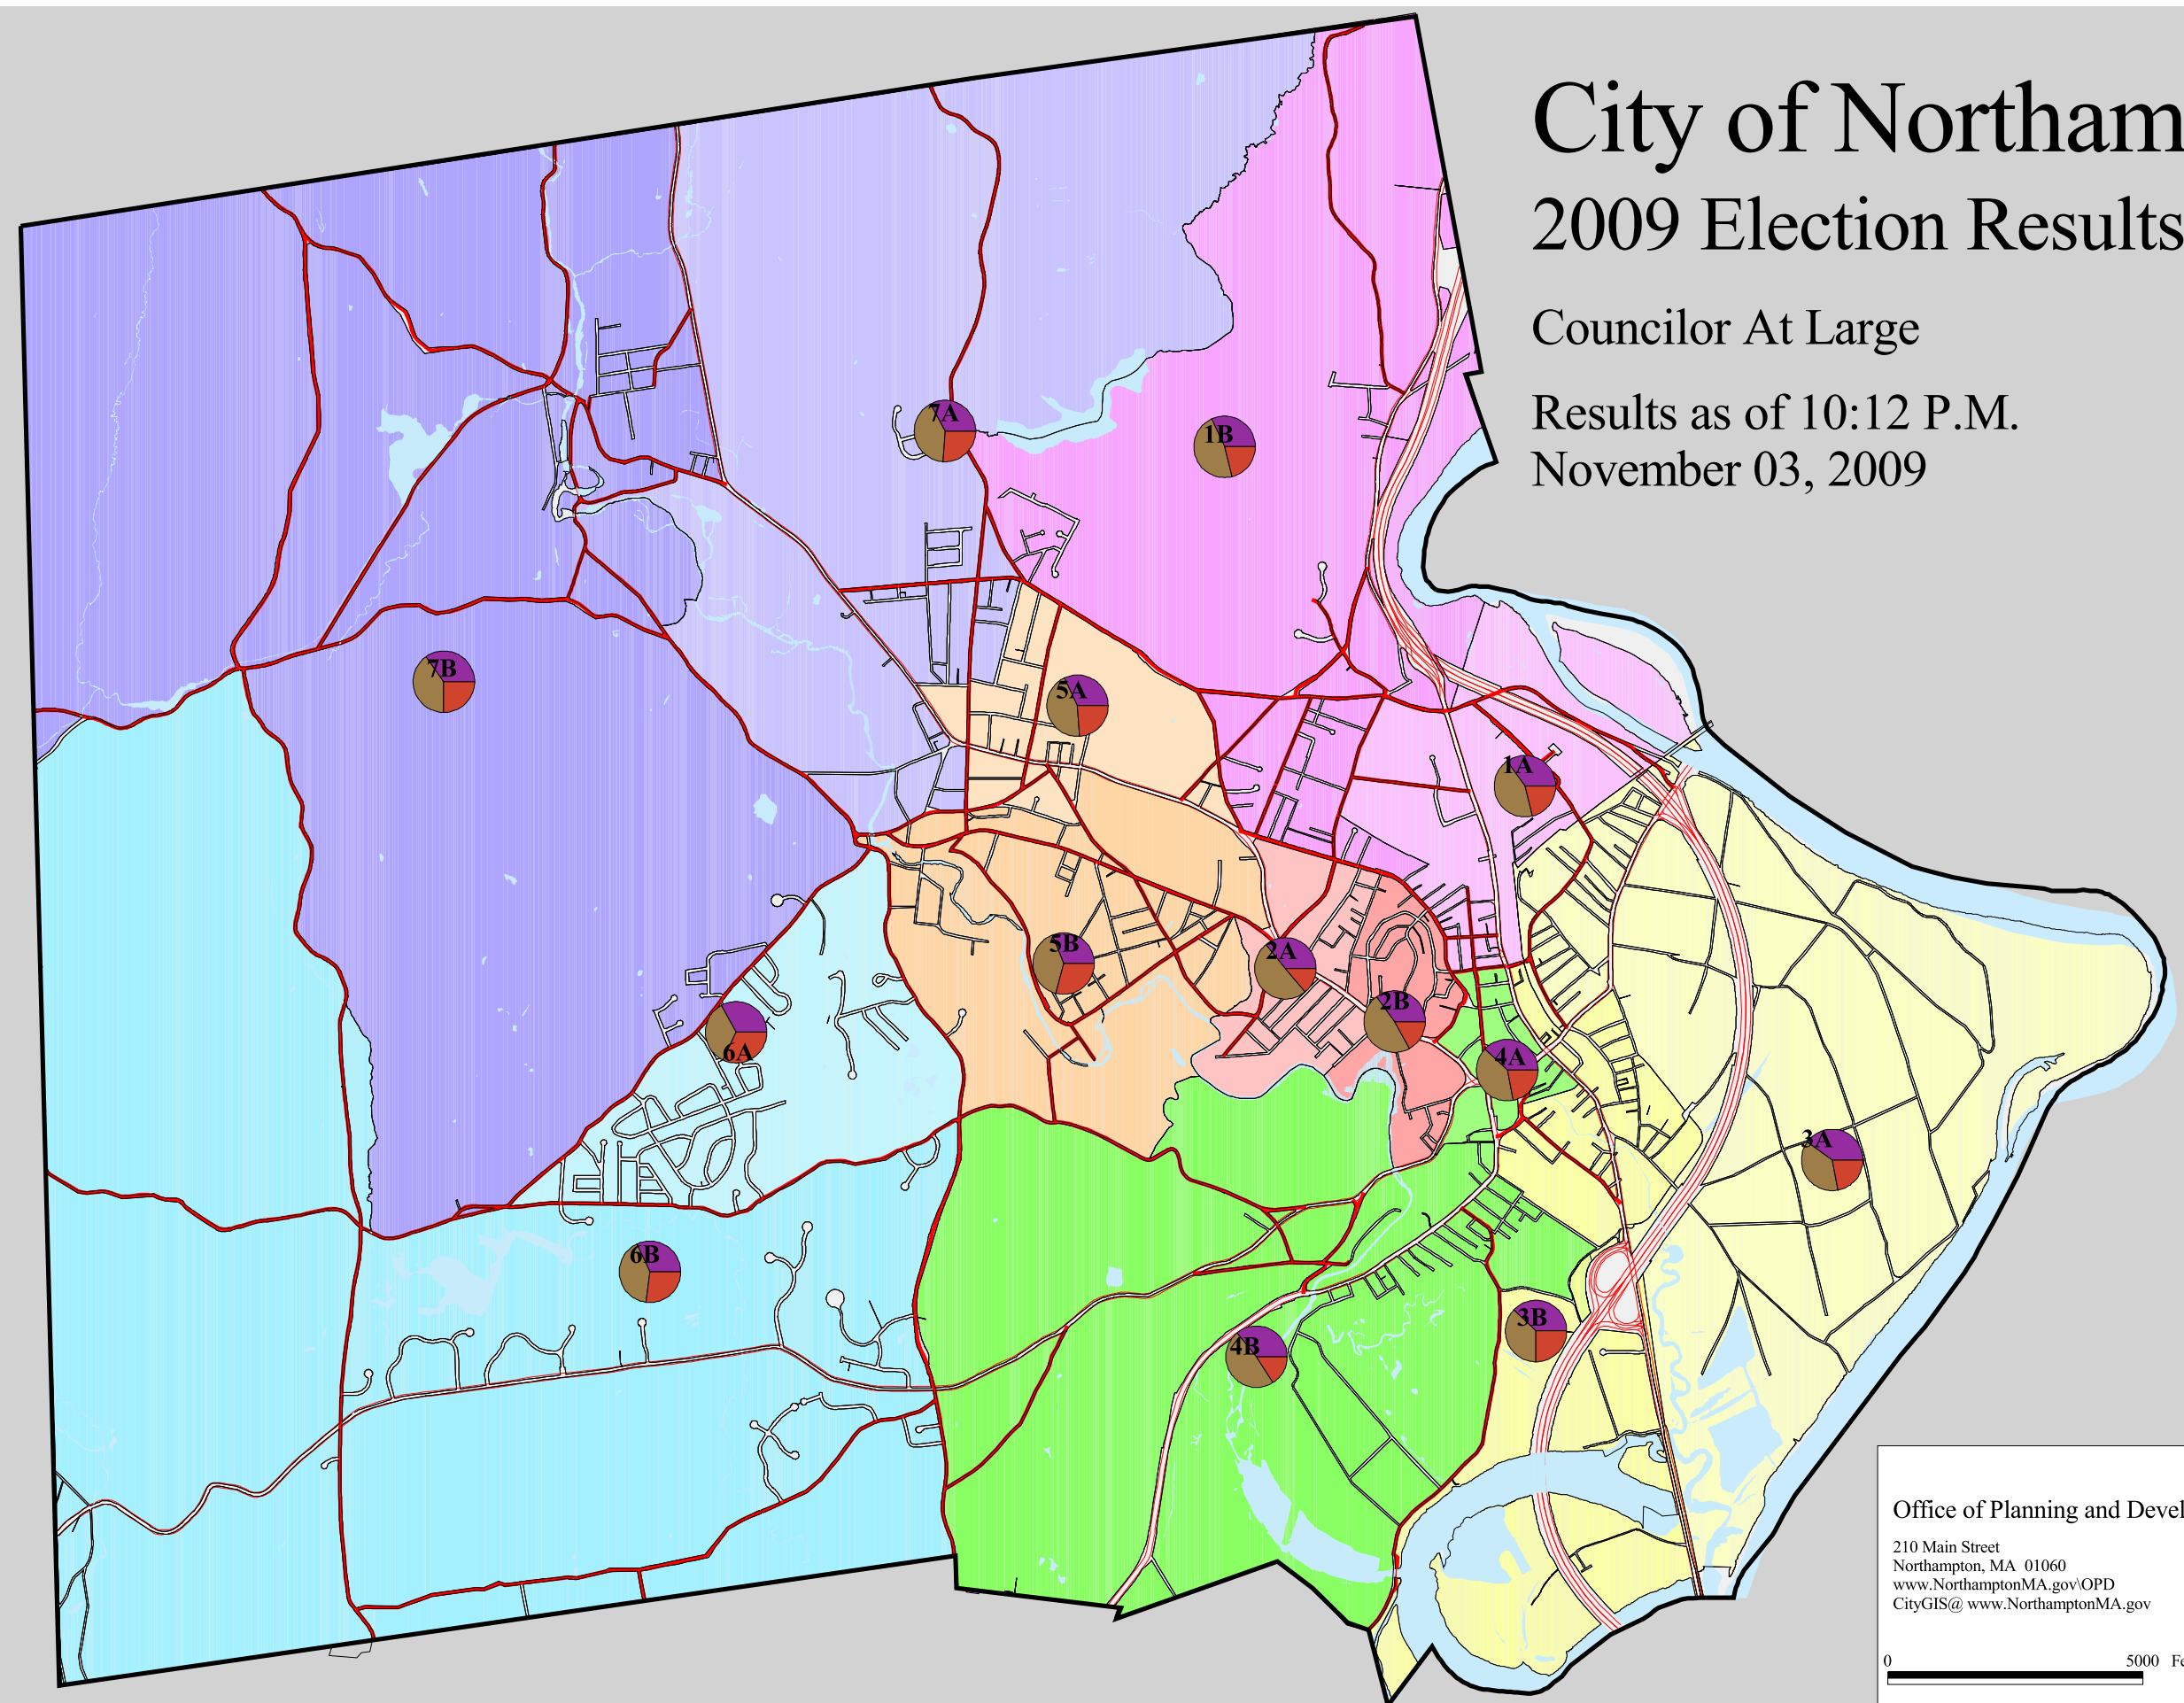 City of Northam
2009 Election Results
Councilor At Large
Results as of 10:12 P.M.
November 03, 2009
7A
1B
7B
5A
1A
5B
2A
2B
6A
4A
3A
6B
3B
4B
Office of Planning and Devel
210 Main Street
Northampton, MA  01060
www.NorthamptonMA.gov\OPD
CityGIS@ www.NorthamptonMA.gov
0 5000 Fe